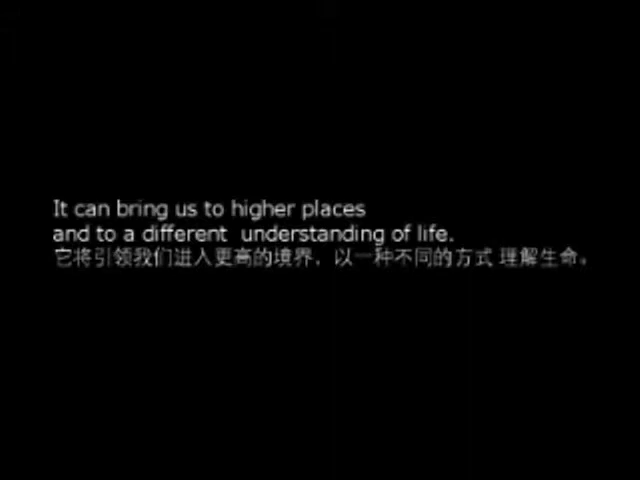 It can bring us to higher places
and to a different  understanding of life.
它将引领我们进入更高的境界，以一种不同的方式 理解生命。